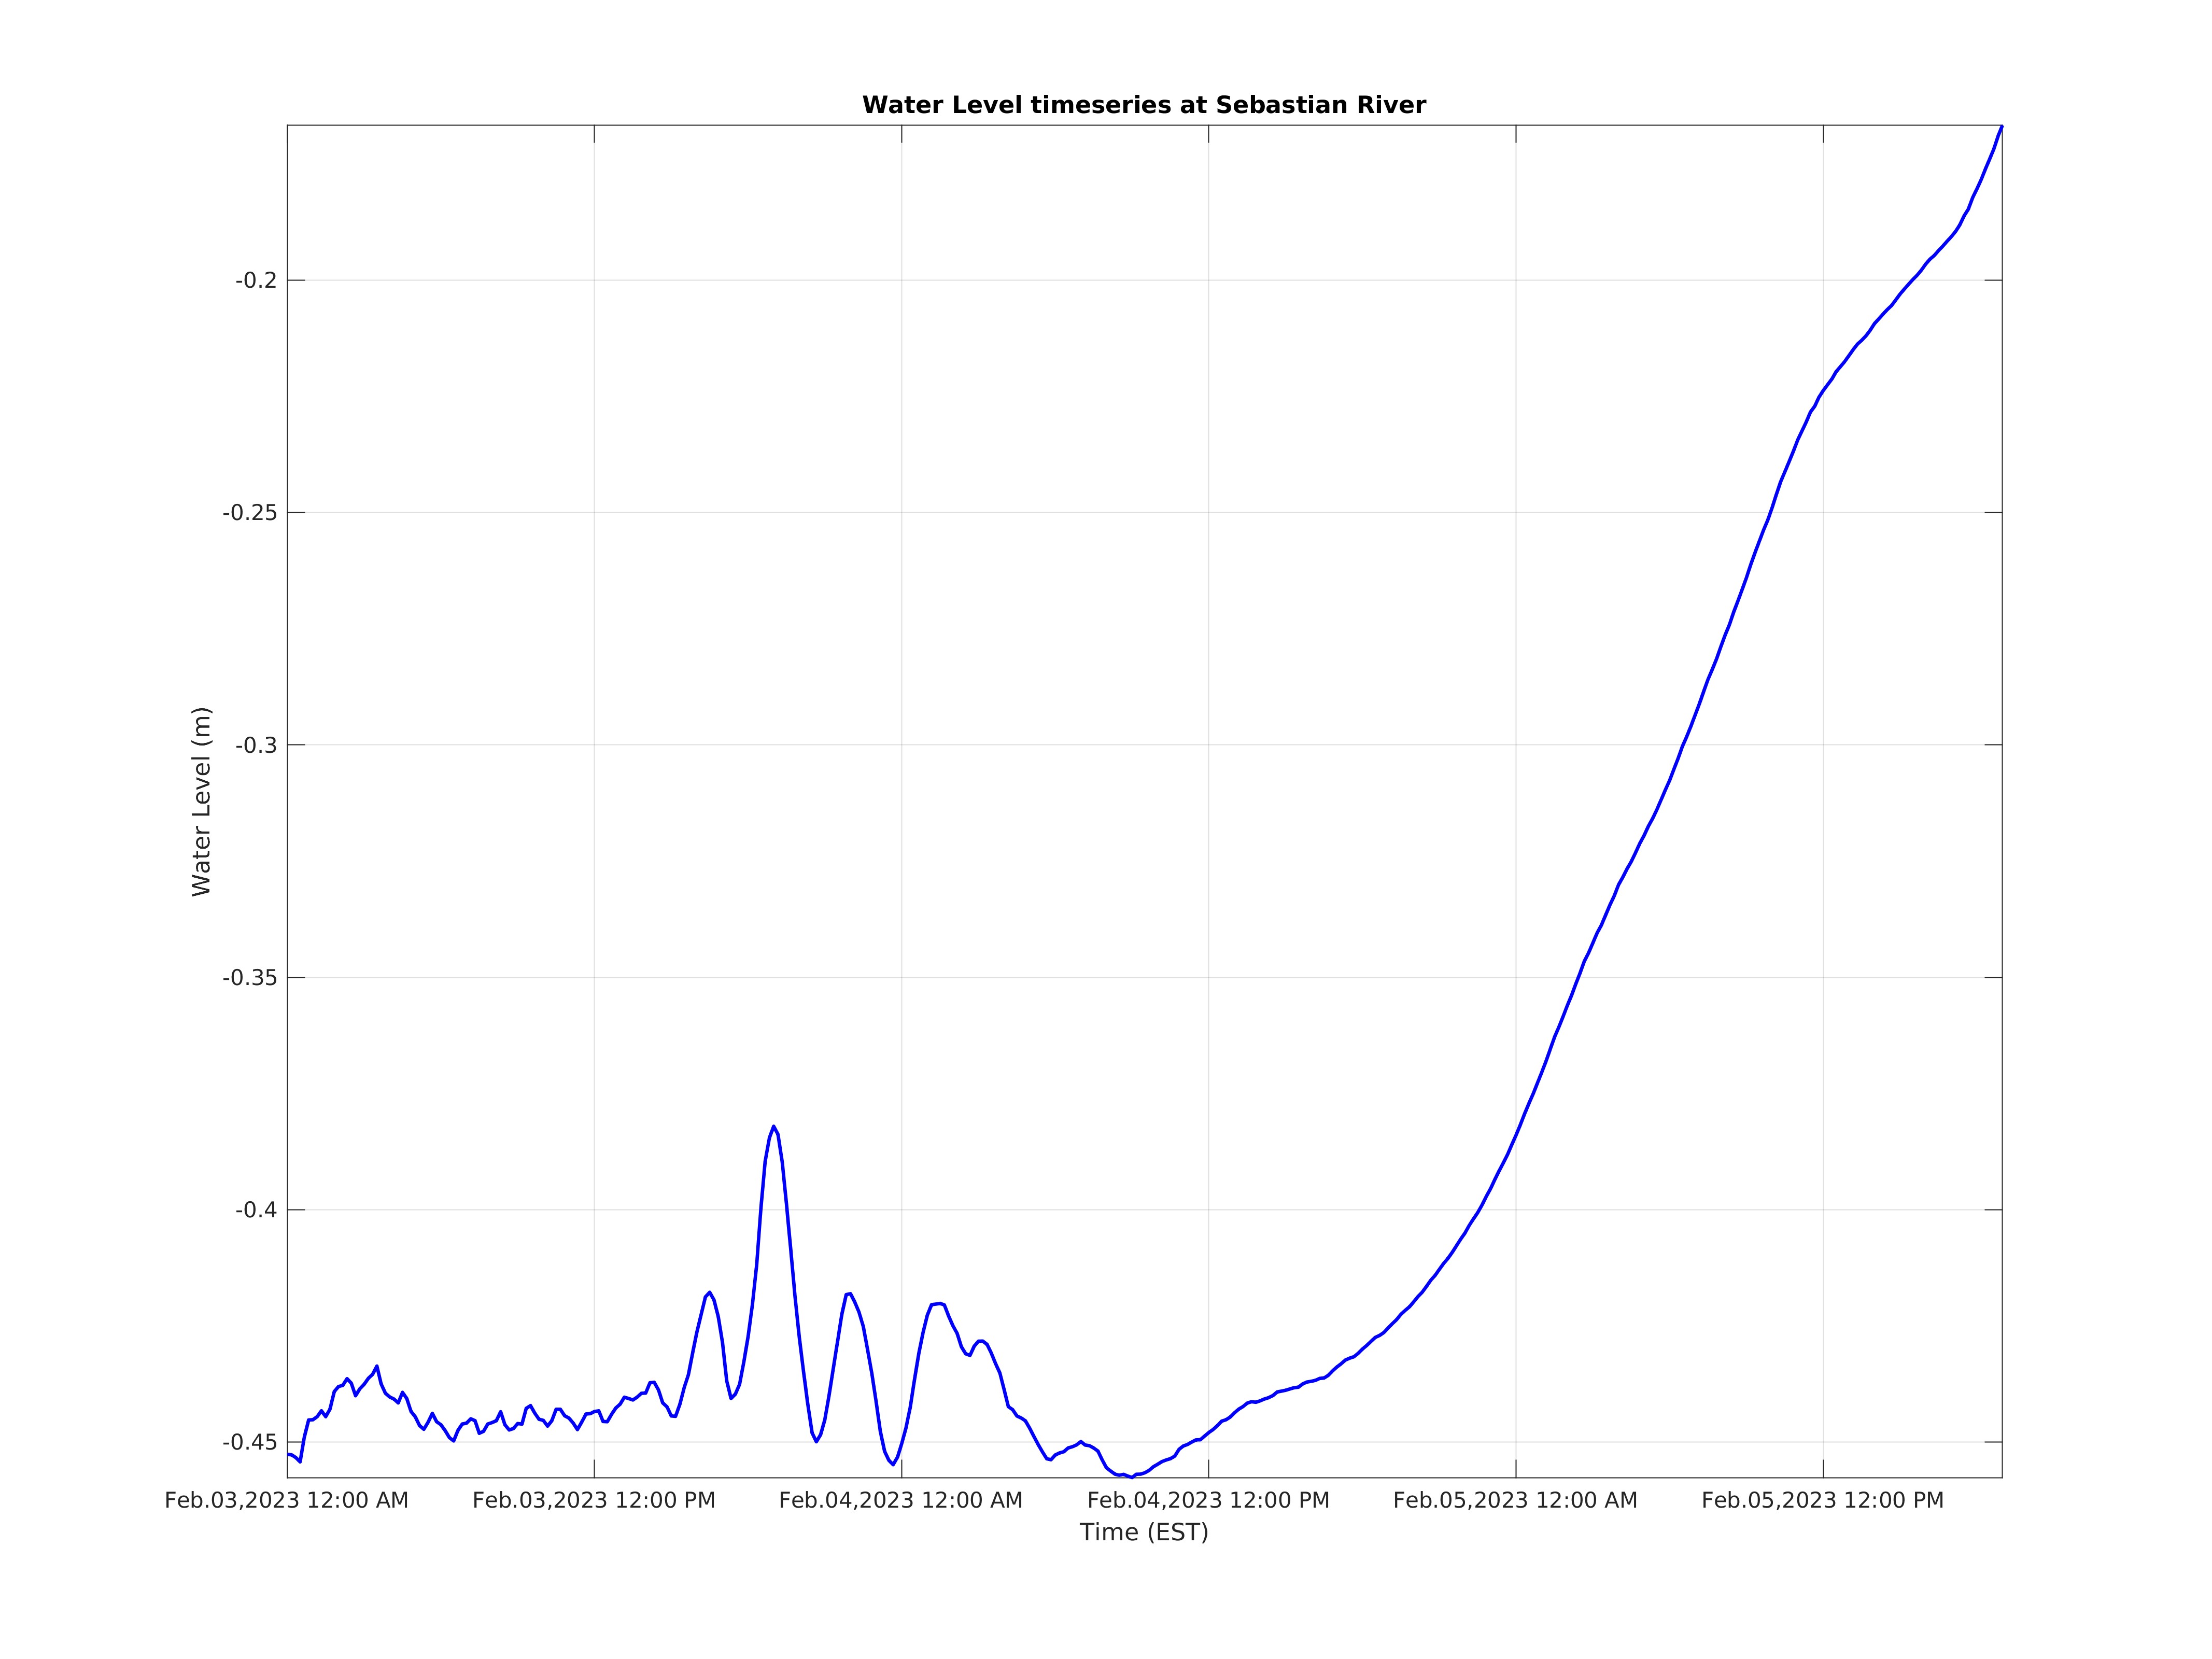 Water Level timeseries at Sebastian River
-0.2
-0.25
-0.3
-0.35
-0.4
-0.45
Water Level (m)
Feb.03,2023 12:00 AM
Feb.03,2023 12:00 PM
Feb.04,2023 12:00 AM
Feb.04,2023 12:00 PM
Feb.05,2023 12:00 AM
Feb.05,2023 12:00 PM
Time (EST)